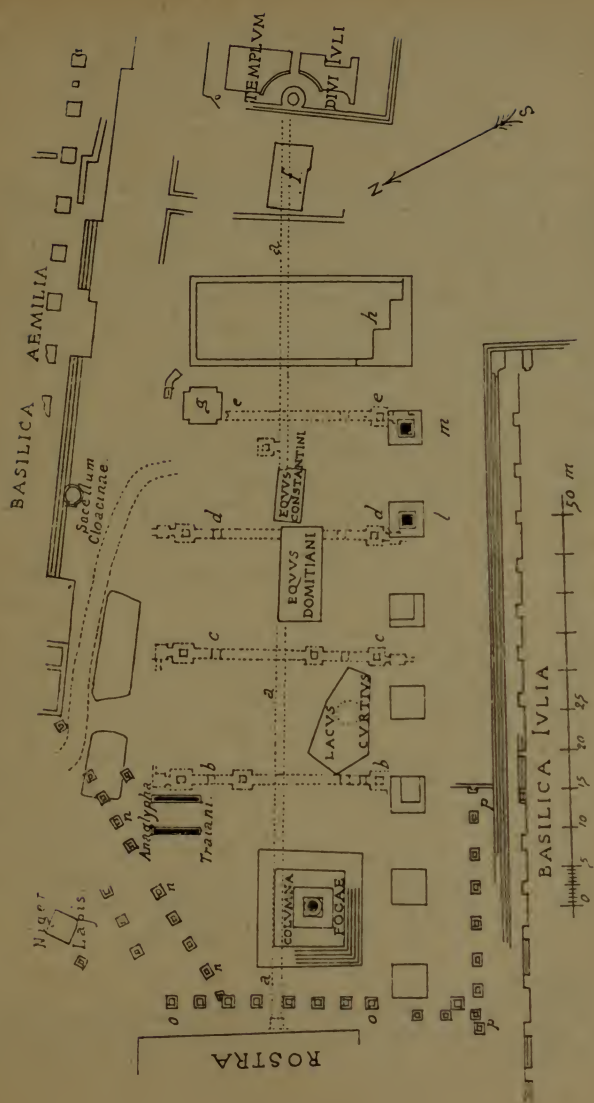 TEMPLVM
DIVI IVLI
f
N
S
a
BASILICA AEMILIA
h
g
e
e
m
EQVVS
CONSTANTINI
Sacellum
Cloacinae.
d
d
l
EQVVS
DOMITIANI
c
c
a
LACVS
CVRTIVS
b
b
Anaglypha
Traiani.
n
n
n
Niger
Lapis.
COLVMNA
FOCAE
a
o
o
p
p
ROSTRA
BASILICA IVLIA
0 5 10 15 20 25 50 m